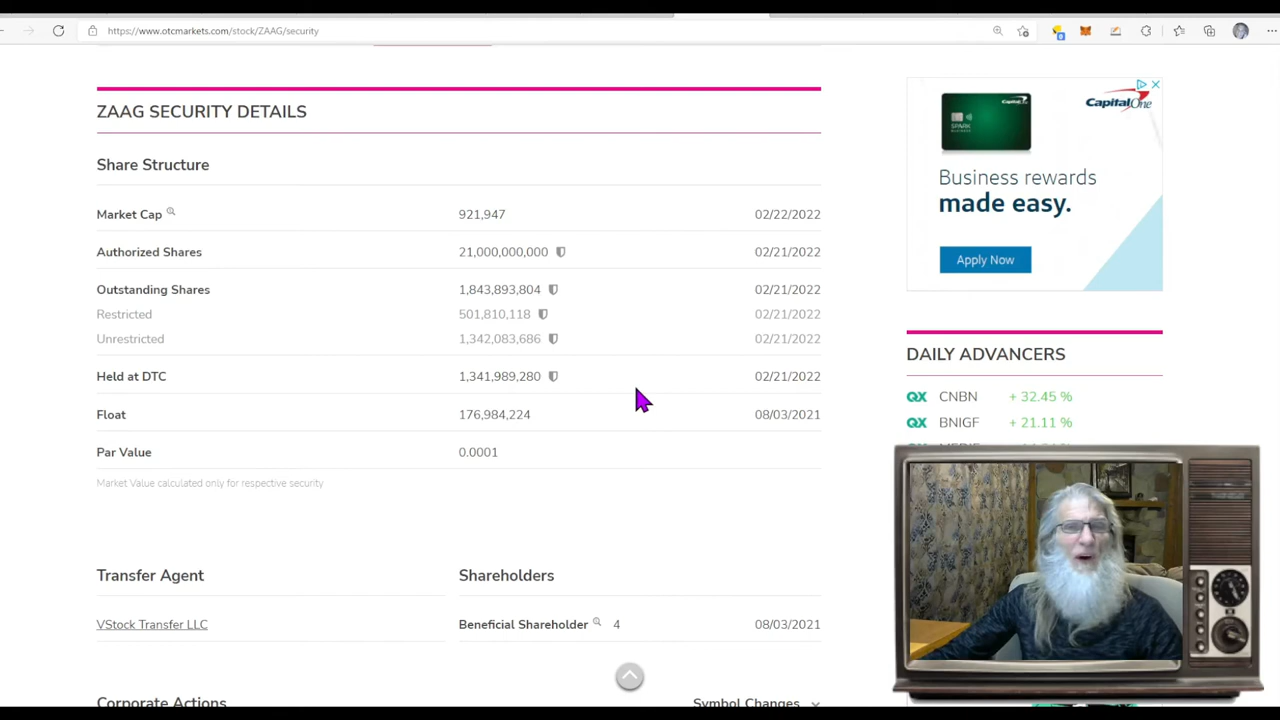 https://www.otcmarkets.com/stock/ZAAG/security
ZAAG SECURITY DETAILS
Share Structure
Market Cap 921,947 02/22/2022
Authorized Shares 21,000,000,000 02/21/2022
Outstanding Shares 1,843,893,804 02/21/2022
Restricted 501,810,118 02/21/2022
Unrestricted 1,342,083,686 02/21/2022
Held at DTC 1,341,989,280 02/21/2022
Float 176,984,224 08/03/2021
Par Value 0.0001
Market Value calculated only for respective security
Transfer Agent
VStock Transfer LLC
Shareholders
Beneficial Shareholder 4 08/03/2021
Corporate Actions
Symbol Changes
Capital One
SPARK
BUSINESS
Business rewards
made easy.
Apply Now
DAILY ADVANCERS
QX CNBN + 32.45 %
QX BNIGF + 21.11 %